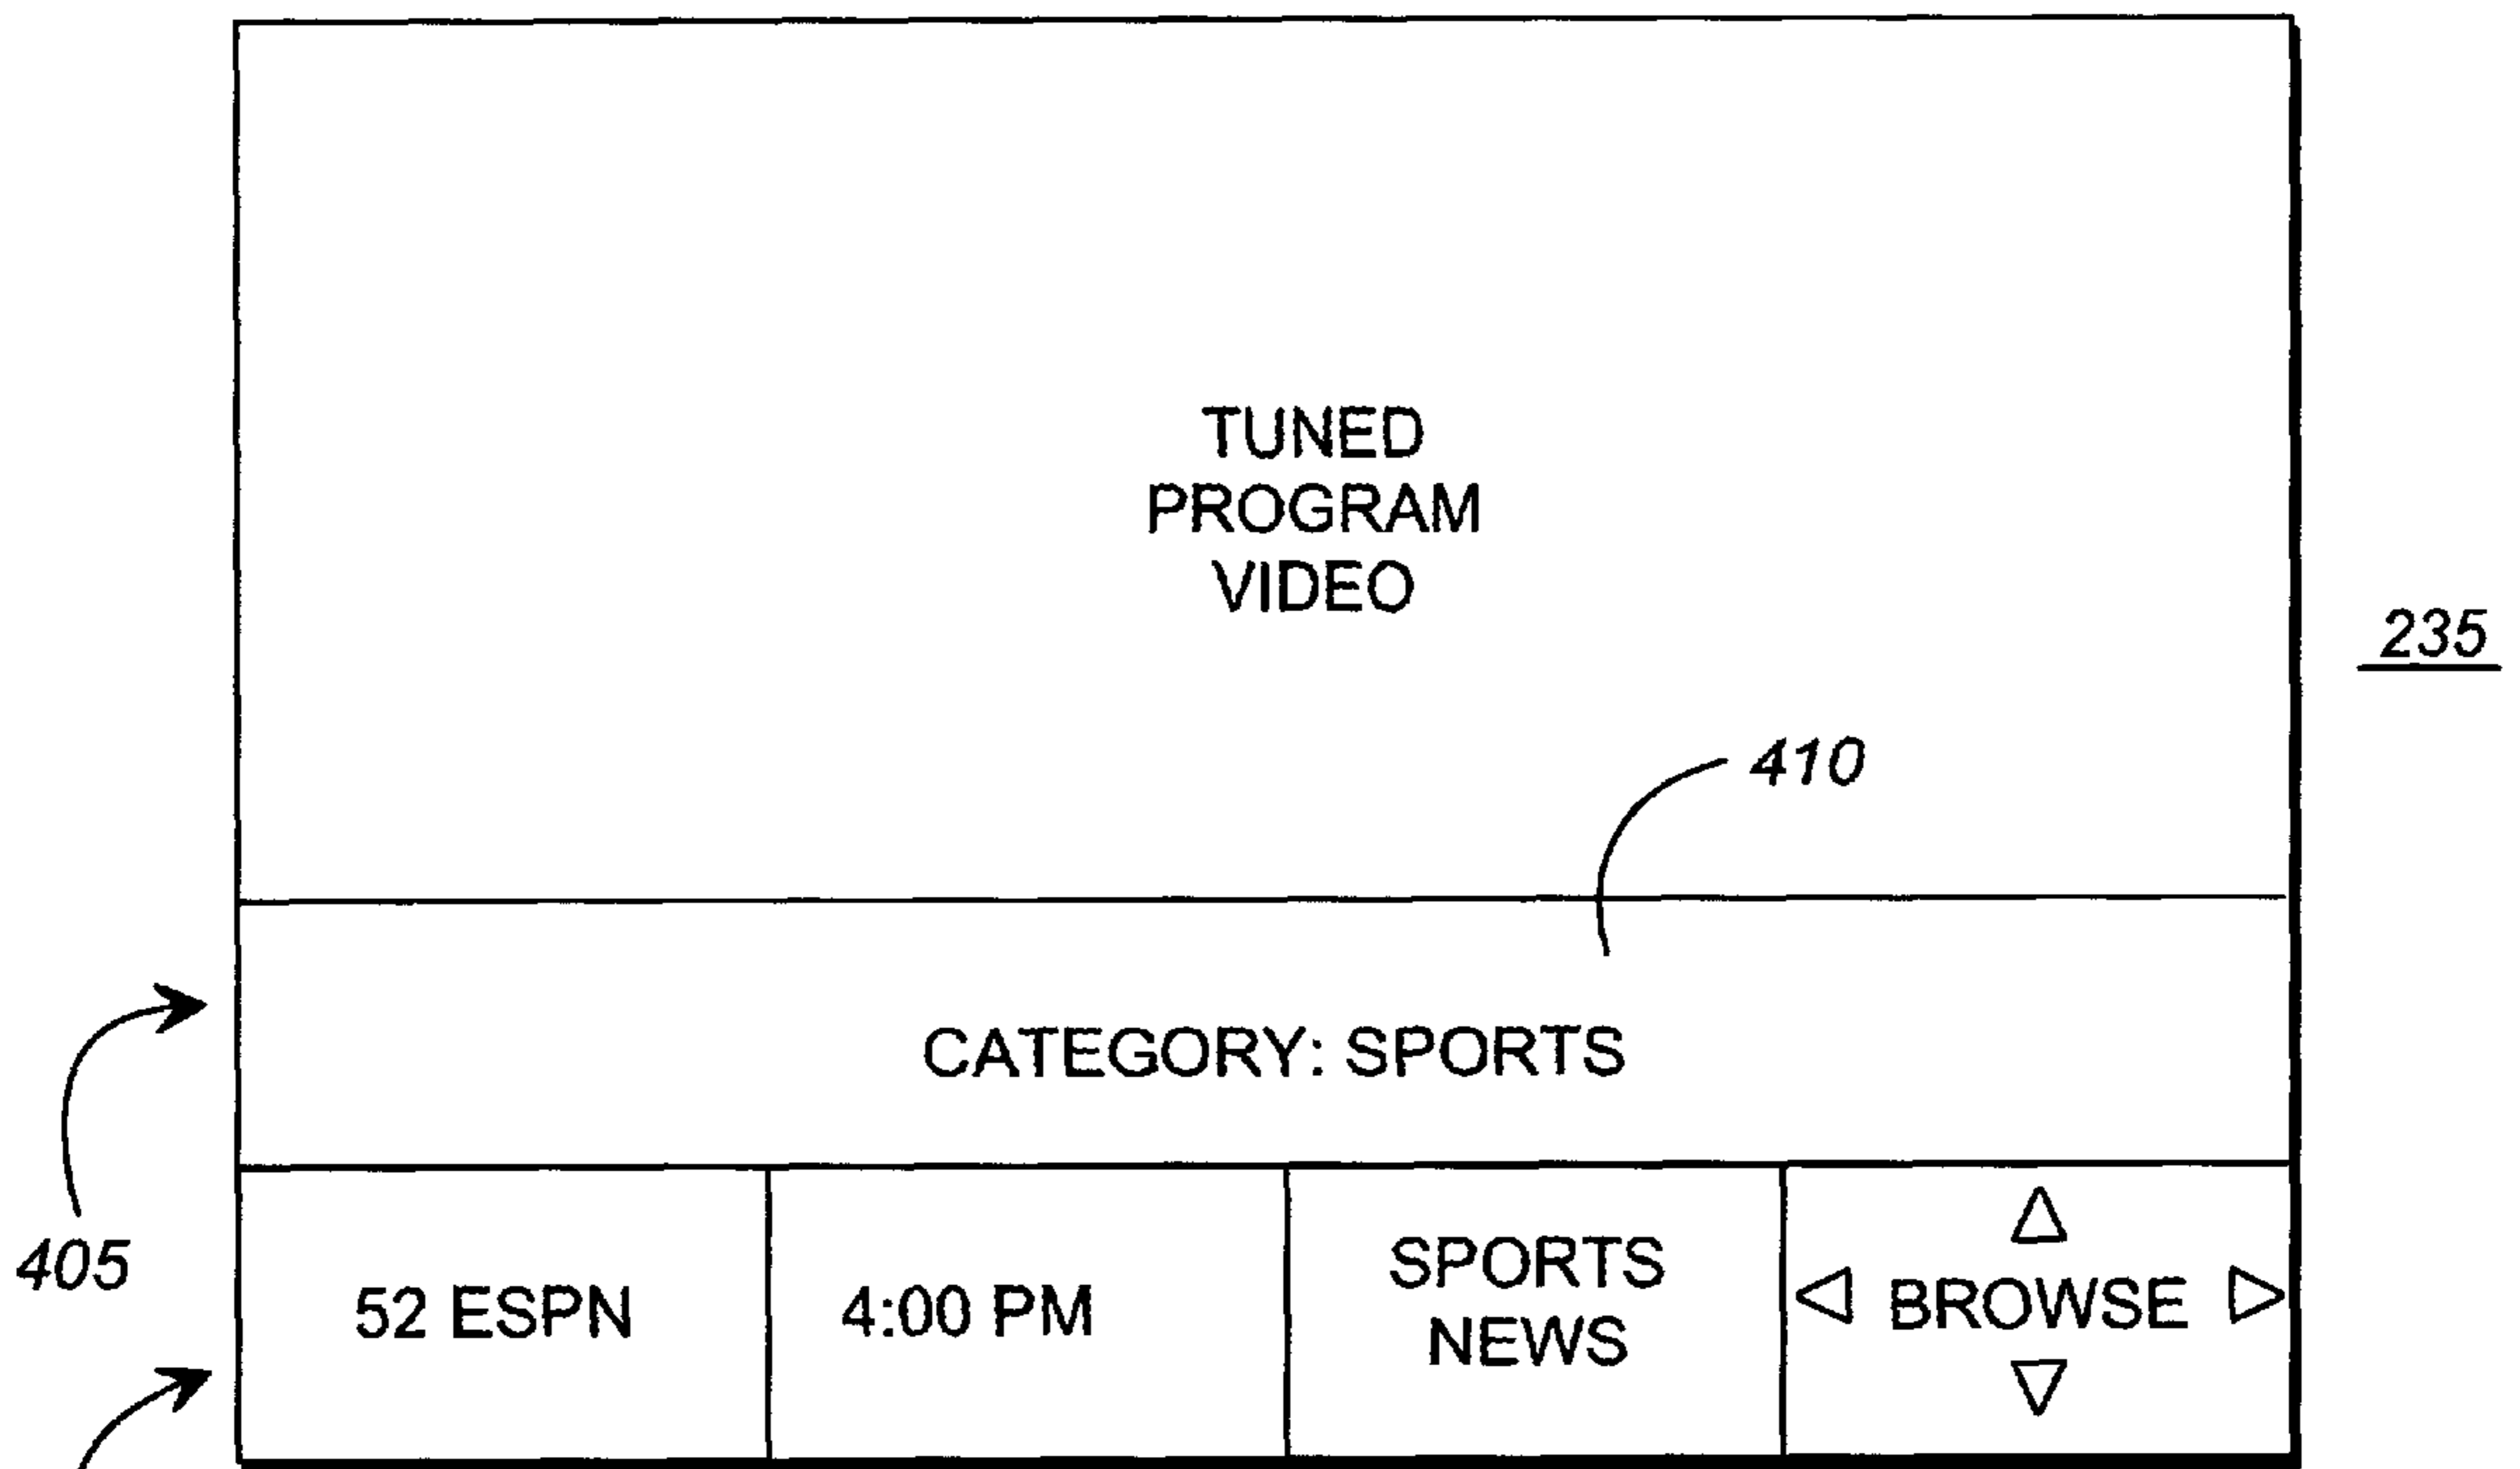 TUNED
PROGRAM
VIDEO
235
410
CATEGORY: SPORTS
405
52 ESPN
4:00 PM
SPORTS
NEWS
BROWSE